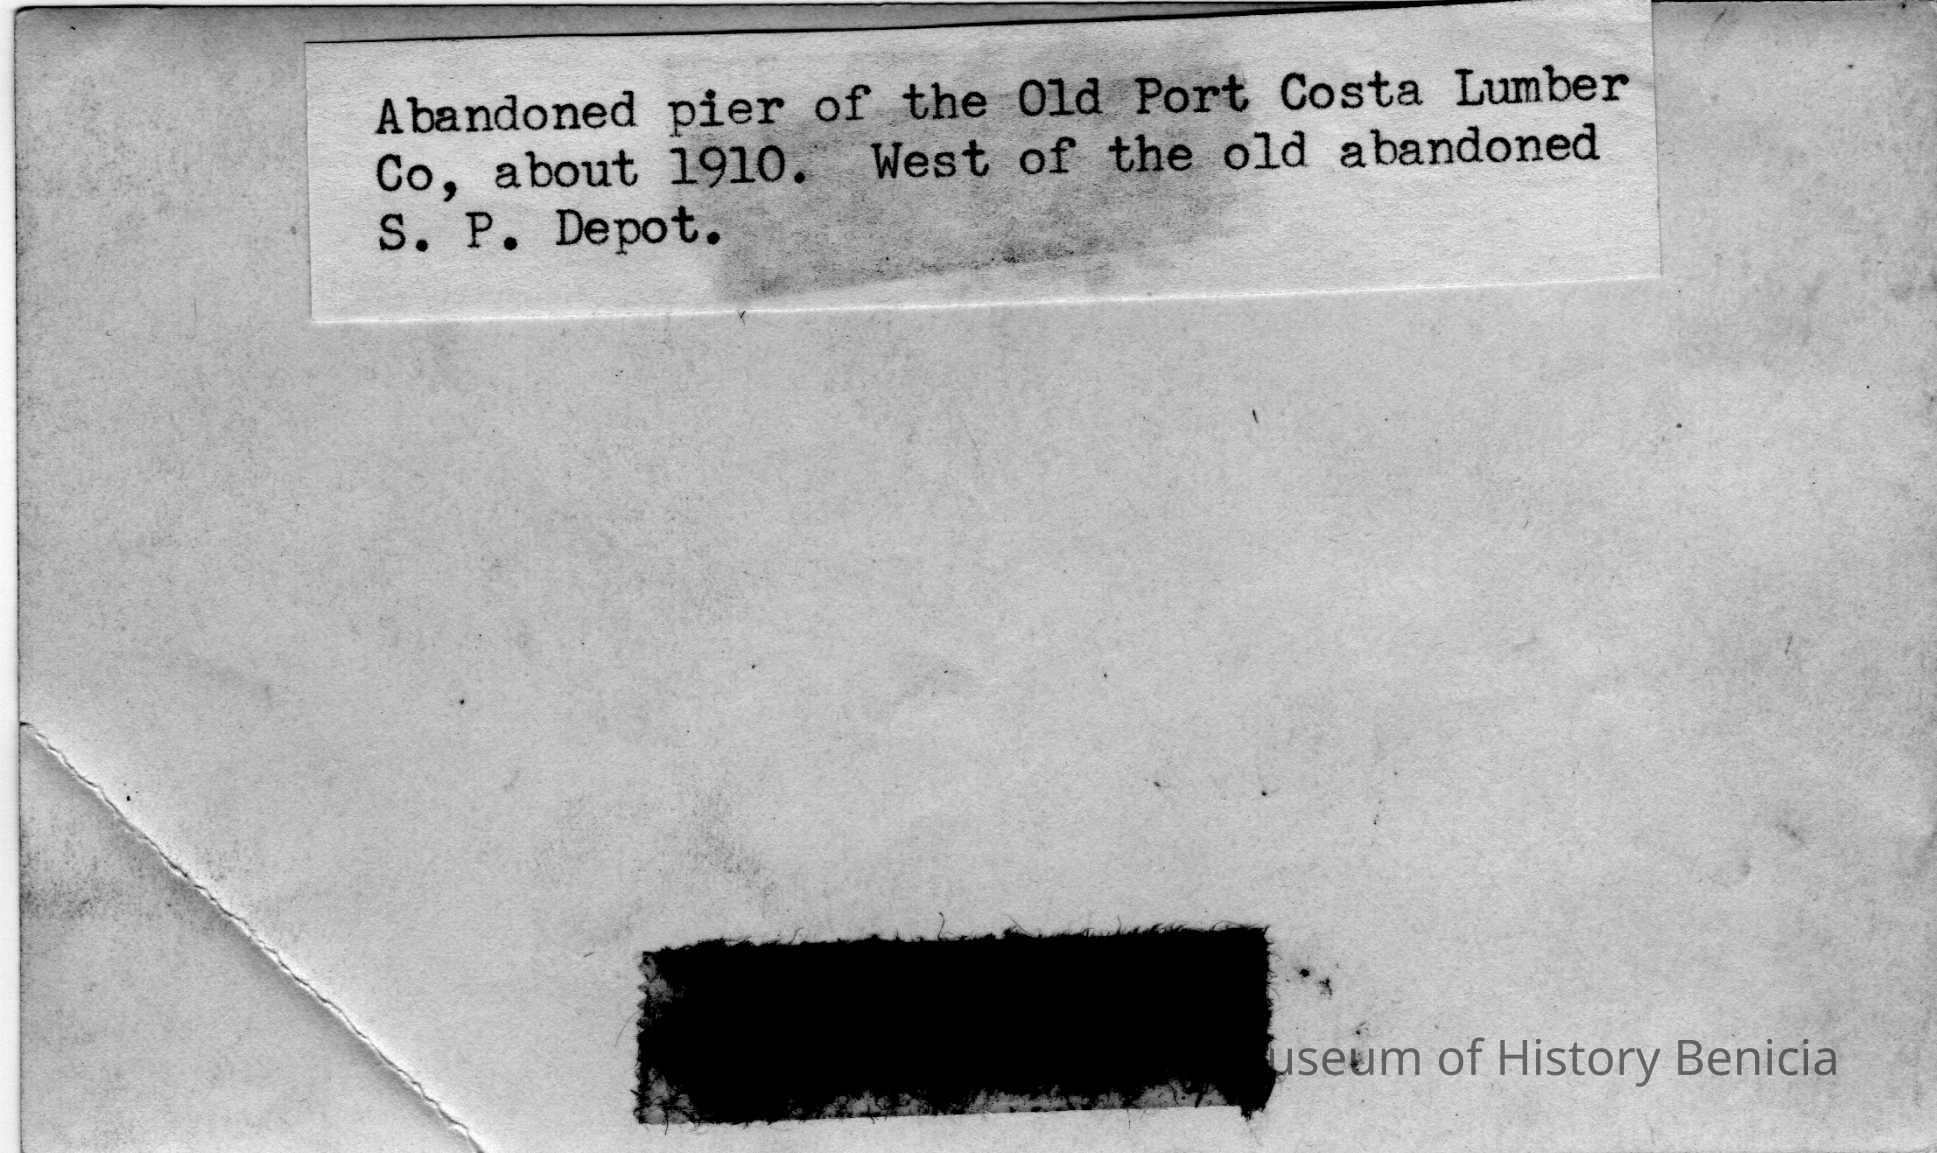 Abandoned pier of the Old Port Costa Lumber
Co, about 1910.  West of the old abandoned
S. P. Depot.
useum of History Benicia